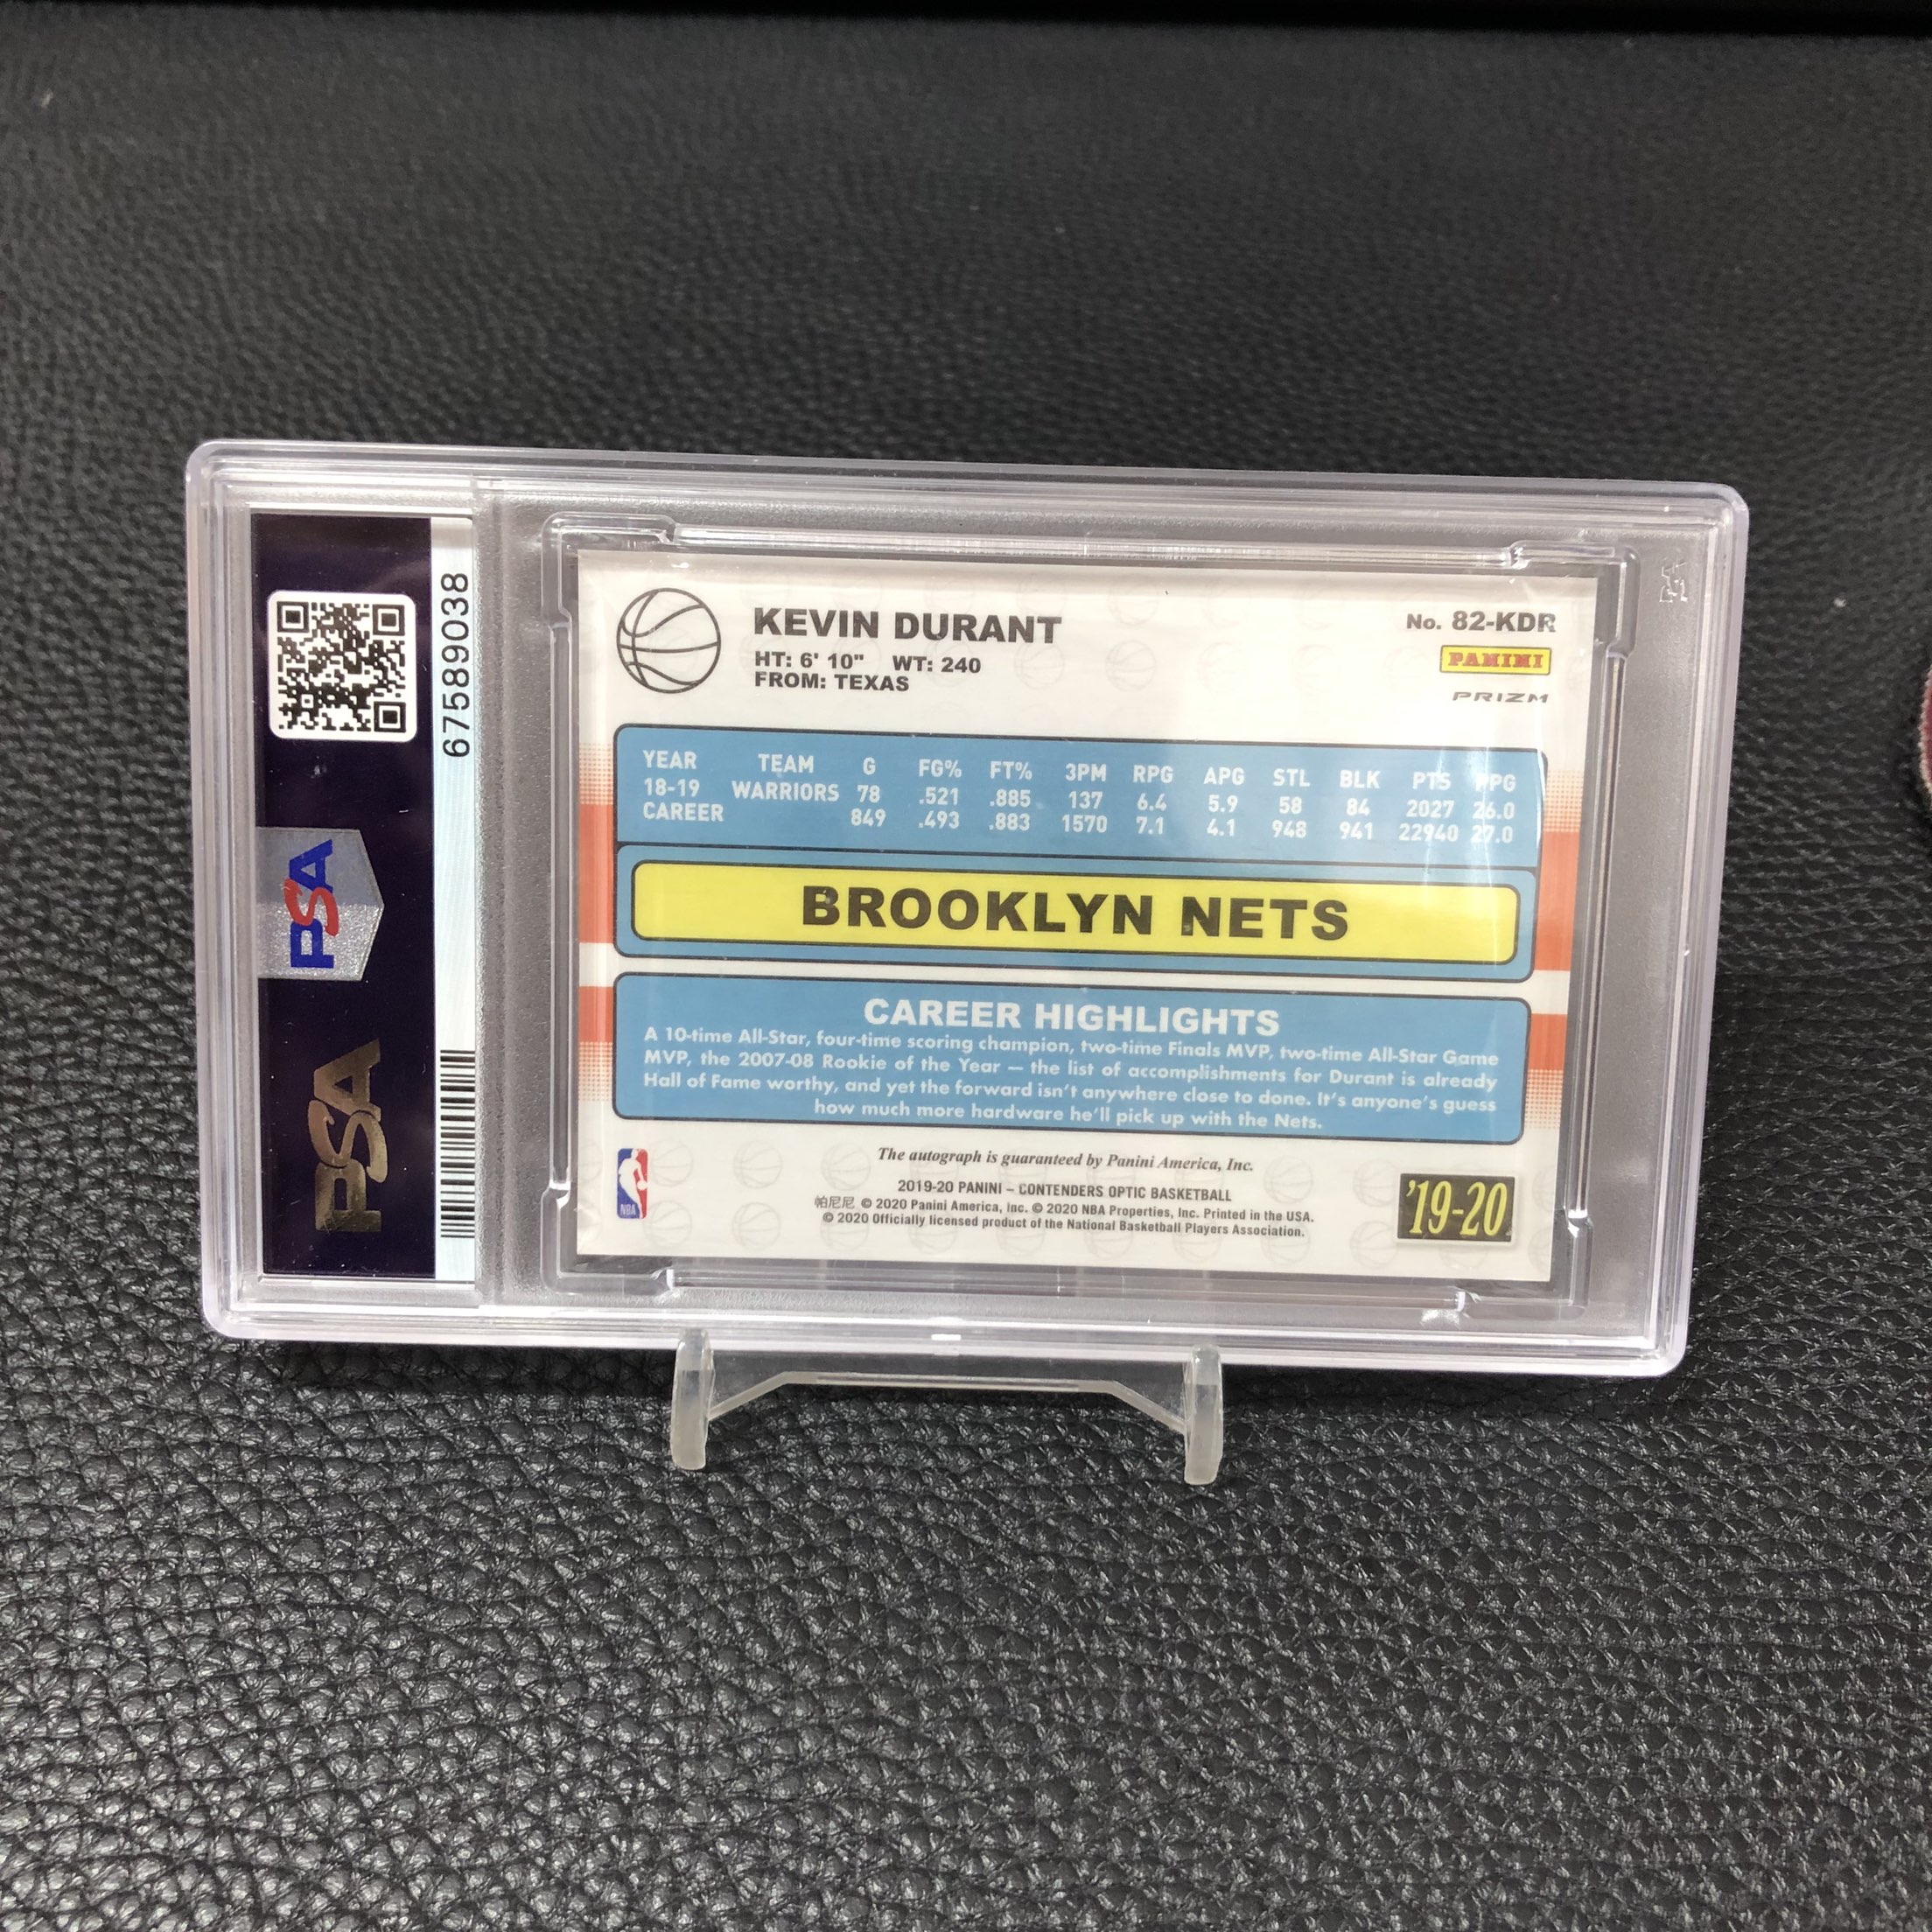 67589038
PSA
PSA
KEVIN DURANT
HT: 6' 10" WT: 240
FROM: TEXAS
No. 82-KDR
PANINI
PRIZM
YEAR TEAM G FG% FT% 3PM RPG APG STL BLK PTS PPG
18-19 WARRIORS 78 .521 .885 137 6.4 5.9 58 84 2027 26.0
CAREER 849 .493 .883 1570 7.1 4.1 948 941 22940 27.0
BROOKLYN NETS
CAREER HIGHLIGHTS
A 10-time All-Star, four-time scoring champion, two-time Finals MVP, two-time All-Star Game
MVP, the 2007-08 Rookie of the Year — the list of accomplishments for Durant is already
Hall of Fame worthy, and yet the forward isn't anywhere close to done. It's anyone's guess
how much more hardware he'll pick up with the Nets.
The autograph is guaranteed by Panini America, Inc.
2019-20 PANINI – CONTENDERS OPTIC BASKETBALL
帕尼尼 © 2020 Panini America, Inc. © 2020 NBA Properties, Inc. Printed in the USA.
© 2020 Officially licensed product of the National Basketball Players Association.
NBA
'19-20
PSA